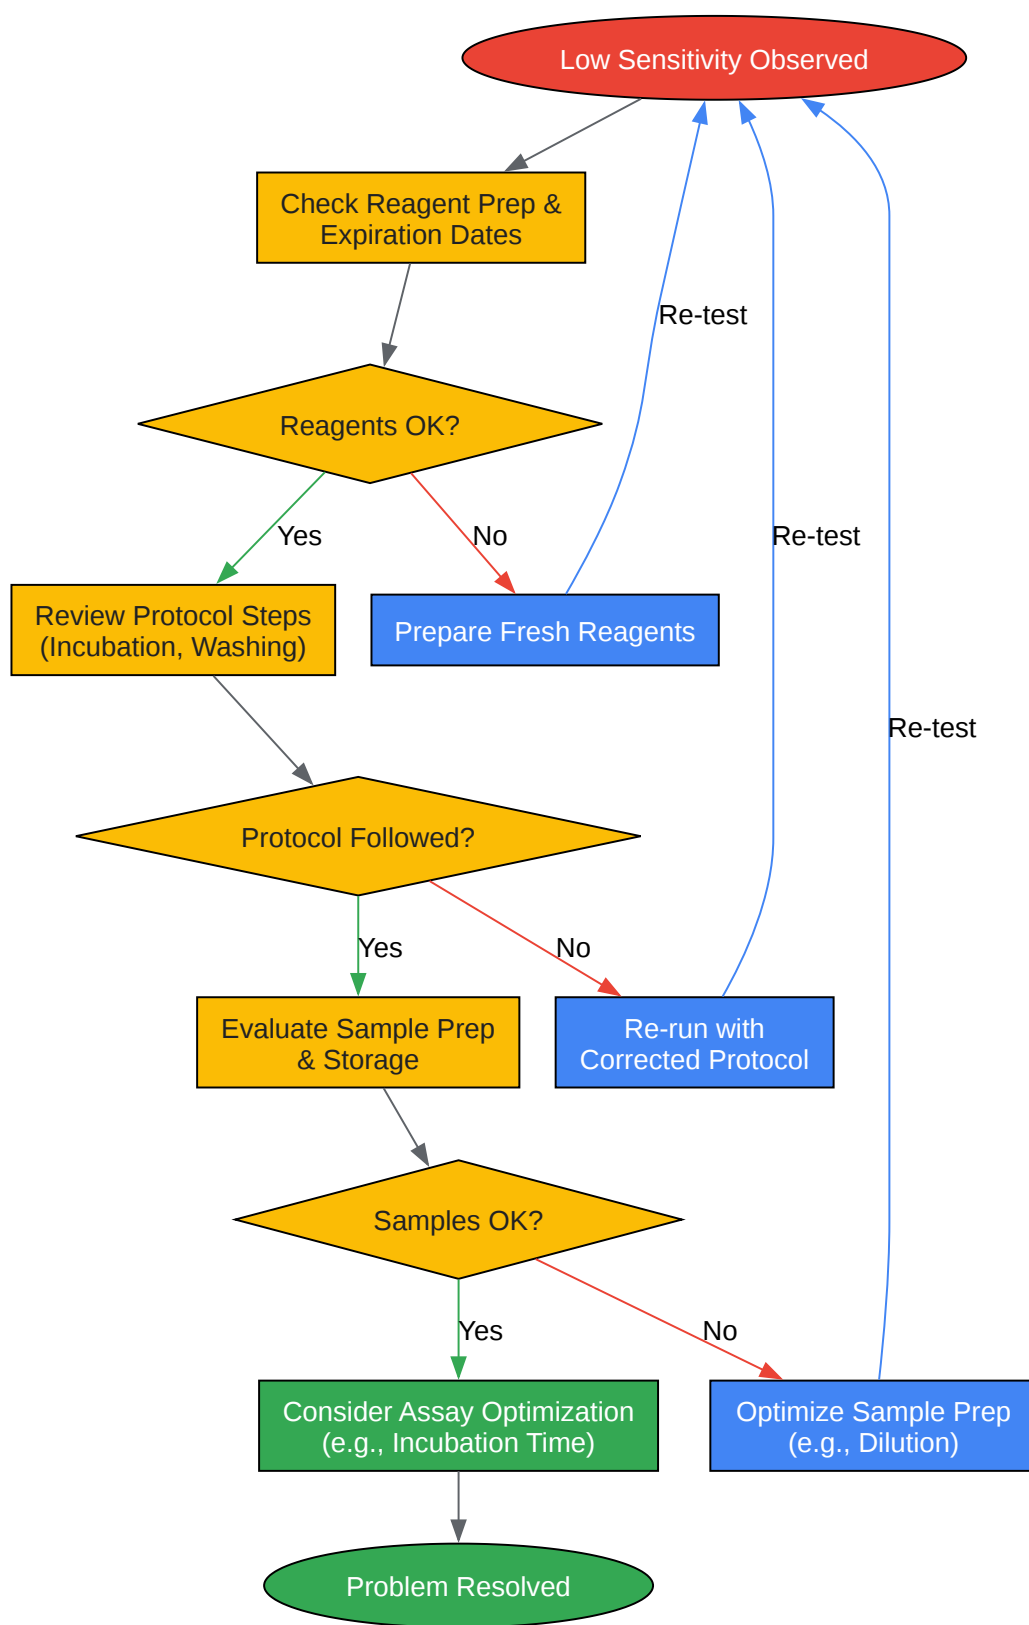 Low Sensitivity Observed
Check Reagent Prep &
Expiration Dates
Re-test
Reagents OK?
Yes
No
Re-test
Review Protocol Steps
(Incubation, Washing)
Prepare Fresh Reagents
Re-test
Protocol Followed?
Yes
No
Evaluate Sample Prep
& Storage
Re-run with
Corrected Protocol
Samples OK?
Yes
No
Consider Assay Optimization
(e.g., Incubation Time)
Optimize Sample Prep
(e.g., Dilution)
Problem Resolved